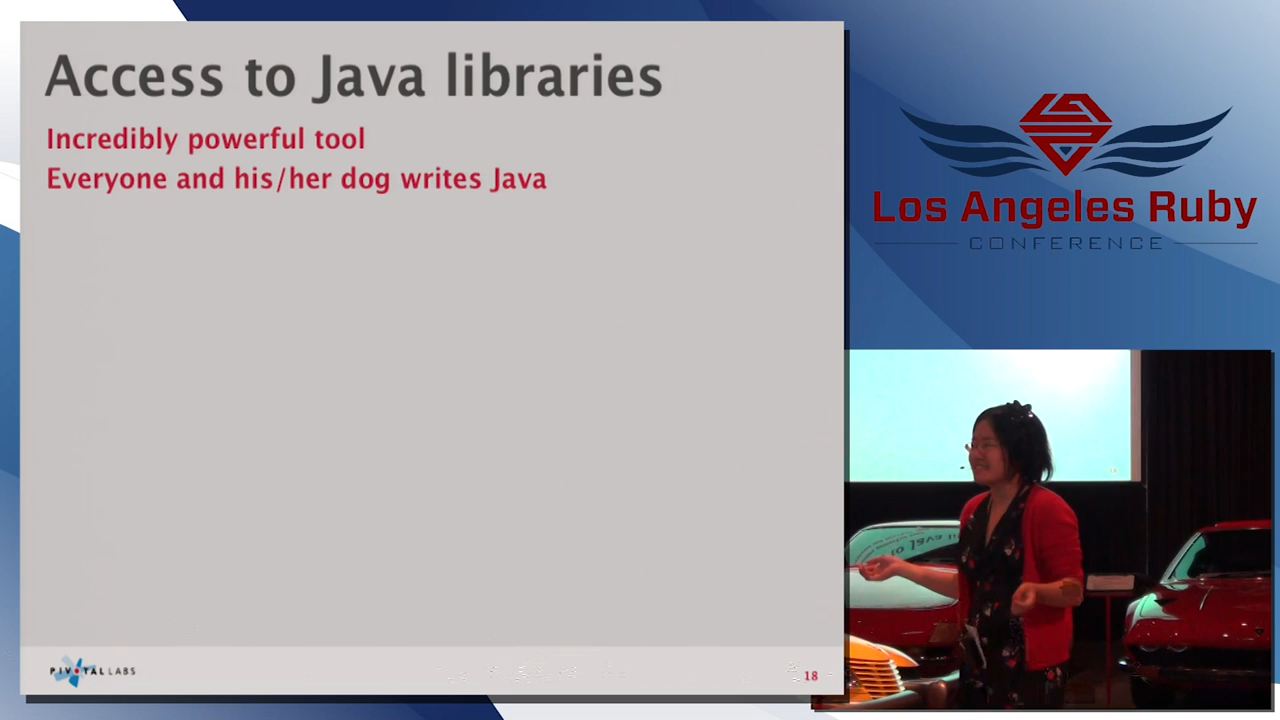 Access to Java libraries
Incredibly powerful tool
Everyone and his/her dog writes Java
PIVOTAL LABS
18
Los Angeles Ruby
CONFERENCE